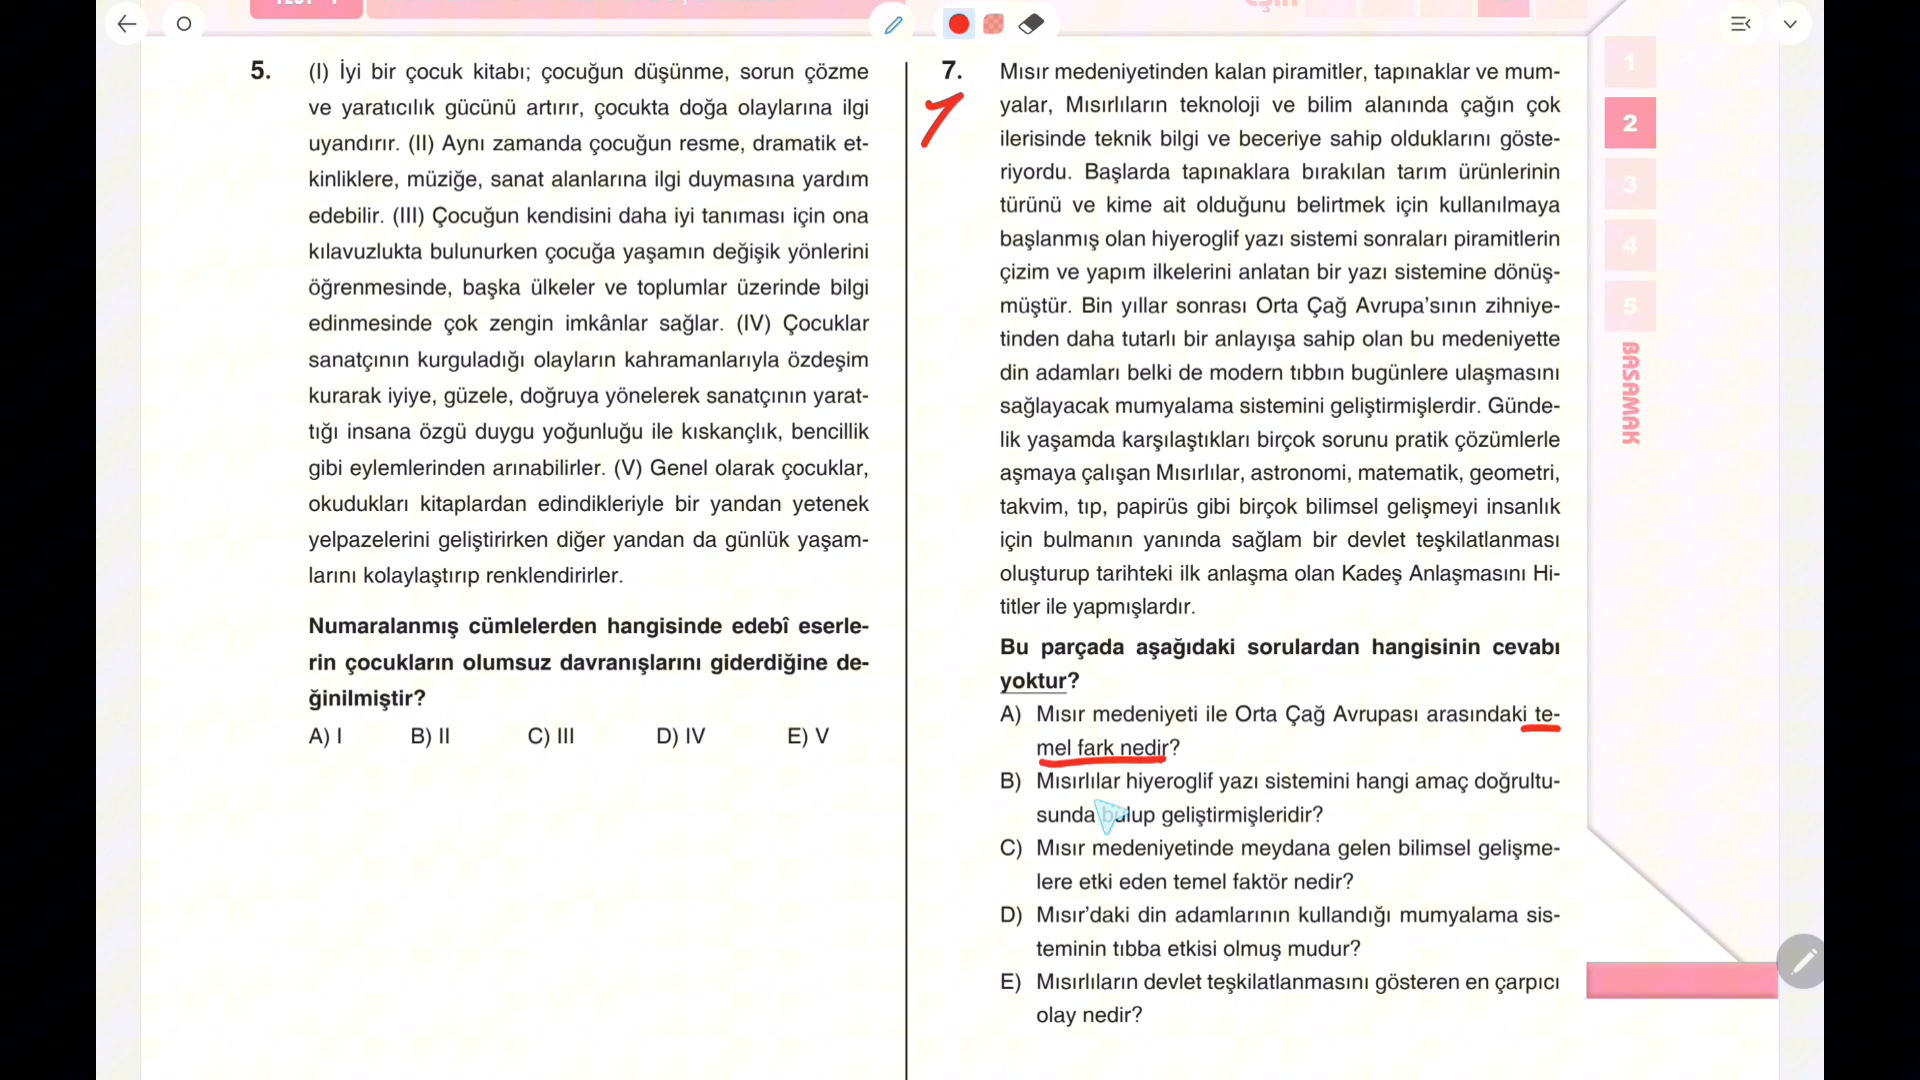 5.
(I) İyi bir çocuk kitabı; çocuğun düşünme, sorun çözme
ve yaratıcılık gücünü artırır, çocukta doğa olaylarına ilgi
uyandırır. (II) Aynı zamanda çocuğun resme, dramatik et-
kinliklere, müziğe, sanat alanlarına ilgi duymasına yardım
edebilir. (III) Çocuğun kendisini daha iyi tanıması için ona
kılavuzlukta bulunurken çocuğa yaşamın değişik yönlerini
öğrenmesinde, başka ülkeler ve toplumlar üzerinde bilgi
edinmesinde çok zengin imkânlar sağlar. (IV) Çocuklar
sanatçının kurguladığı olayların kahramanlarıyla özdeşim
kurarak iyiye, güzele, doğruya yönelerek sanatçının yarat-
tığı insana özgü duygu yoğunluğu ile kıskançlık, bencillik
gibi eylemlerinden arınabilirler. (V) Genel olarak çocuklar,
okudukları kitaplardan edindikleriyle bir yandan yetenek
yelpazelerini geliştirirken diğer yandan da günlük yaşam-
larını kolaylaştırıp renklendirirler.
Numaralanmış cümlelerden hangisinde edebî eserle-
rin çocukların olumsuz davranışlarını giderdiğine de-
ğinilmiştir?
A) I B) II C) III D) IV E) V
7.
Mısır medeniyetinden kalan piramitler, tapınaklar ve mum-
yalar, Mısırlıların teknoloji ve bilim alanında çağın çok
ilerisinde teknik bilgi ve beceriye sahip olduklarını göste-
riyordu. Başlarda tapınaklara bırakılan tarım ürünlerinin
türünü ve kime ait olduğunu belirtmek için kullanılmaya
başlanmış olan hiyeroglif yazı sistemi sonraları piramitlerin
çizim ve yapım ilkelerini anlatan bir yazı sistemine dönüş-
müştür. Bin yıllar sonrası Orta Çağ Avrupa’sının zihniye-
tinden daha tutarlı bir anlayışa sahip olan bu medeniyette
din adamları belki de modern tıbbın bugünlere ulaşmasını
sağlayacak mumyalama sistemini geliştirmişlerdir. Günde-
lik yaşamda karşılaştıkları birçok sorunu pratik çözümlerle
aşmaya çalışan Mısırlılar, astronomi, matematik, geometri,
takvim, tıp, papirüs gibi birçok bilimsel gelişmeyi insanlık
için bulmanın yanında sağlam bir devlet teşkilatlanması
oluşturup tarihteki ilk anlaşma olan Kadeş Anlaşmasını Hi-
titler ile yapmışlardır.
Bu parçada aşağıdaki sorulardan hangisinin cevabı
yoktur?
A) Mısır medeniyeti ile Orta Çağ Avrupası arasındaki te-
mel fark nedir?
B) Mısırlılar hiyeroglif yazı sistemini hangi amaç doğrultu-
sunda bulup geliştirmişleridir?
C) Mısır medeniyetinde meydana gelen bilimsel gelişme-
lere etki eden temel faktör nedir?
D) Mısır’daki din adamlarının kullandığı mumyalama sis-
teminin tıbba etkisi olmuş mudur?
E) Mısırlıların devlet teşkilatlanmasını gösteren en çarpıcı
olay nedir?
1
2
3
4
5
BASAMAK